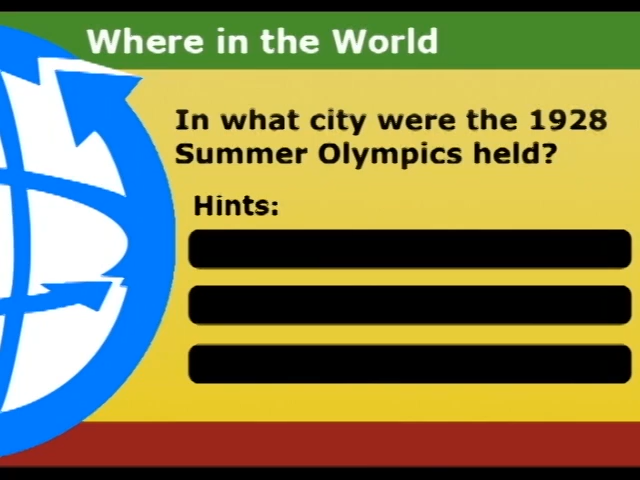 Where in the World
In what city were the 1928
Summer Olympics held?
Hints: